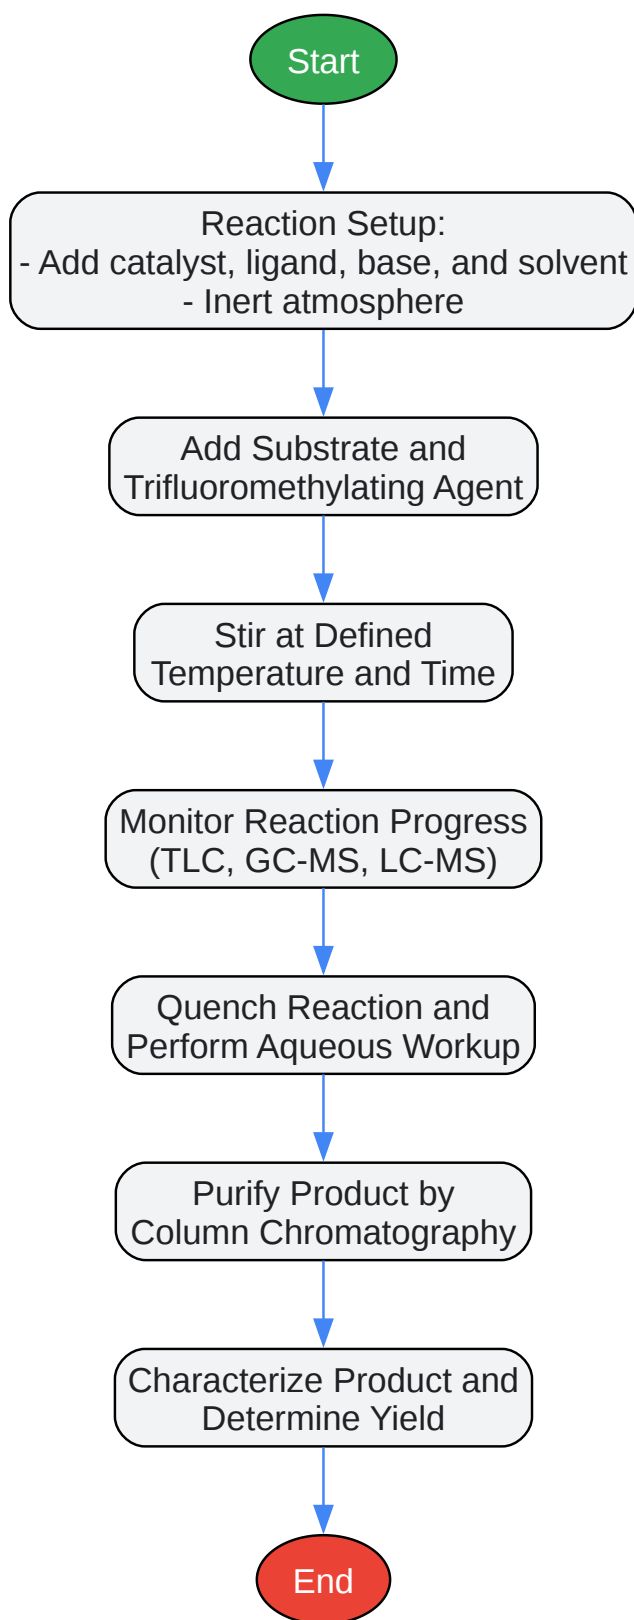 Start
Reaction Setup:
- Add catalyst, ligand, base, and solvent
- Inert atmosphere
Add Substrate and
Trifluoromethylating Agent
Stir at Defined
Temperature and Time
Monitor Reaction Progress
(TLC, GC-MS, LC-MS)
Quench Reaction and
Perform Aqueous Workup
Purify Product by
Column Chromatography
Characterize Product and
Determine Yield
End